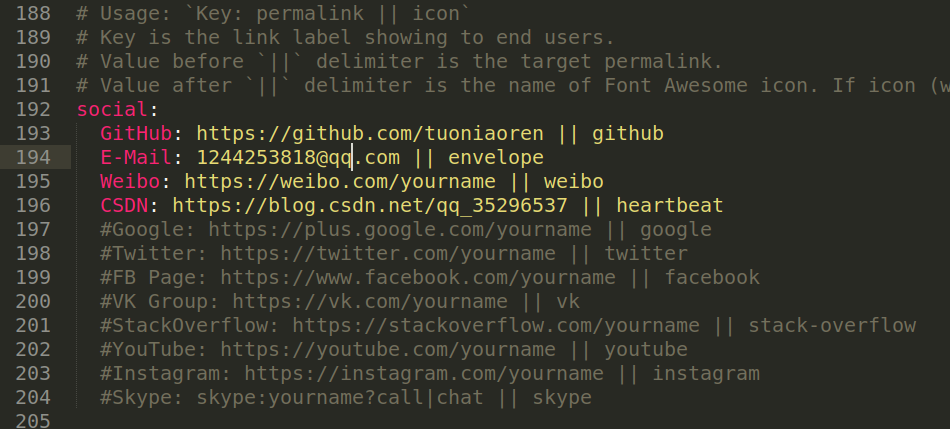 188 # Usage: `Key: permalink || icon`
189 # Key is the link label showing to end users.
190 # Value before `||` delimiter is the target permalink.
191 # Value after `||` delimiter is the name of Font Awesome icon. If icon (w
192 social:
193 GitHub: https://github.com/tuoniaoren || github
194 E-Mail: 1244253818@qq.com || envelope
195 Weibo: https://weibo.com/yourname || weibo
196 CSDN: https://blog.csdn.net/qq_35296537 || heartbeat
197 #Google: https://plus.google.com/yourname || google
198 #Twitter: https://twitter.com/yourname || twitter
199 #FB Page: https://www.facebook.com/yourname || facebook
200 #VK Group: https://vk.com/yourname || vk
201 #StackOverflow: https://stackoverflow.com/yourname || stack-overflow
202 #YouTube: https://youtube.com/yourname || youtube
203 #Instagram: https://instagram.com/yourname || instagram
204 #Skype: skype:yourname?call|chat || skype
205